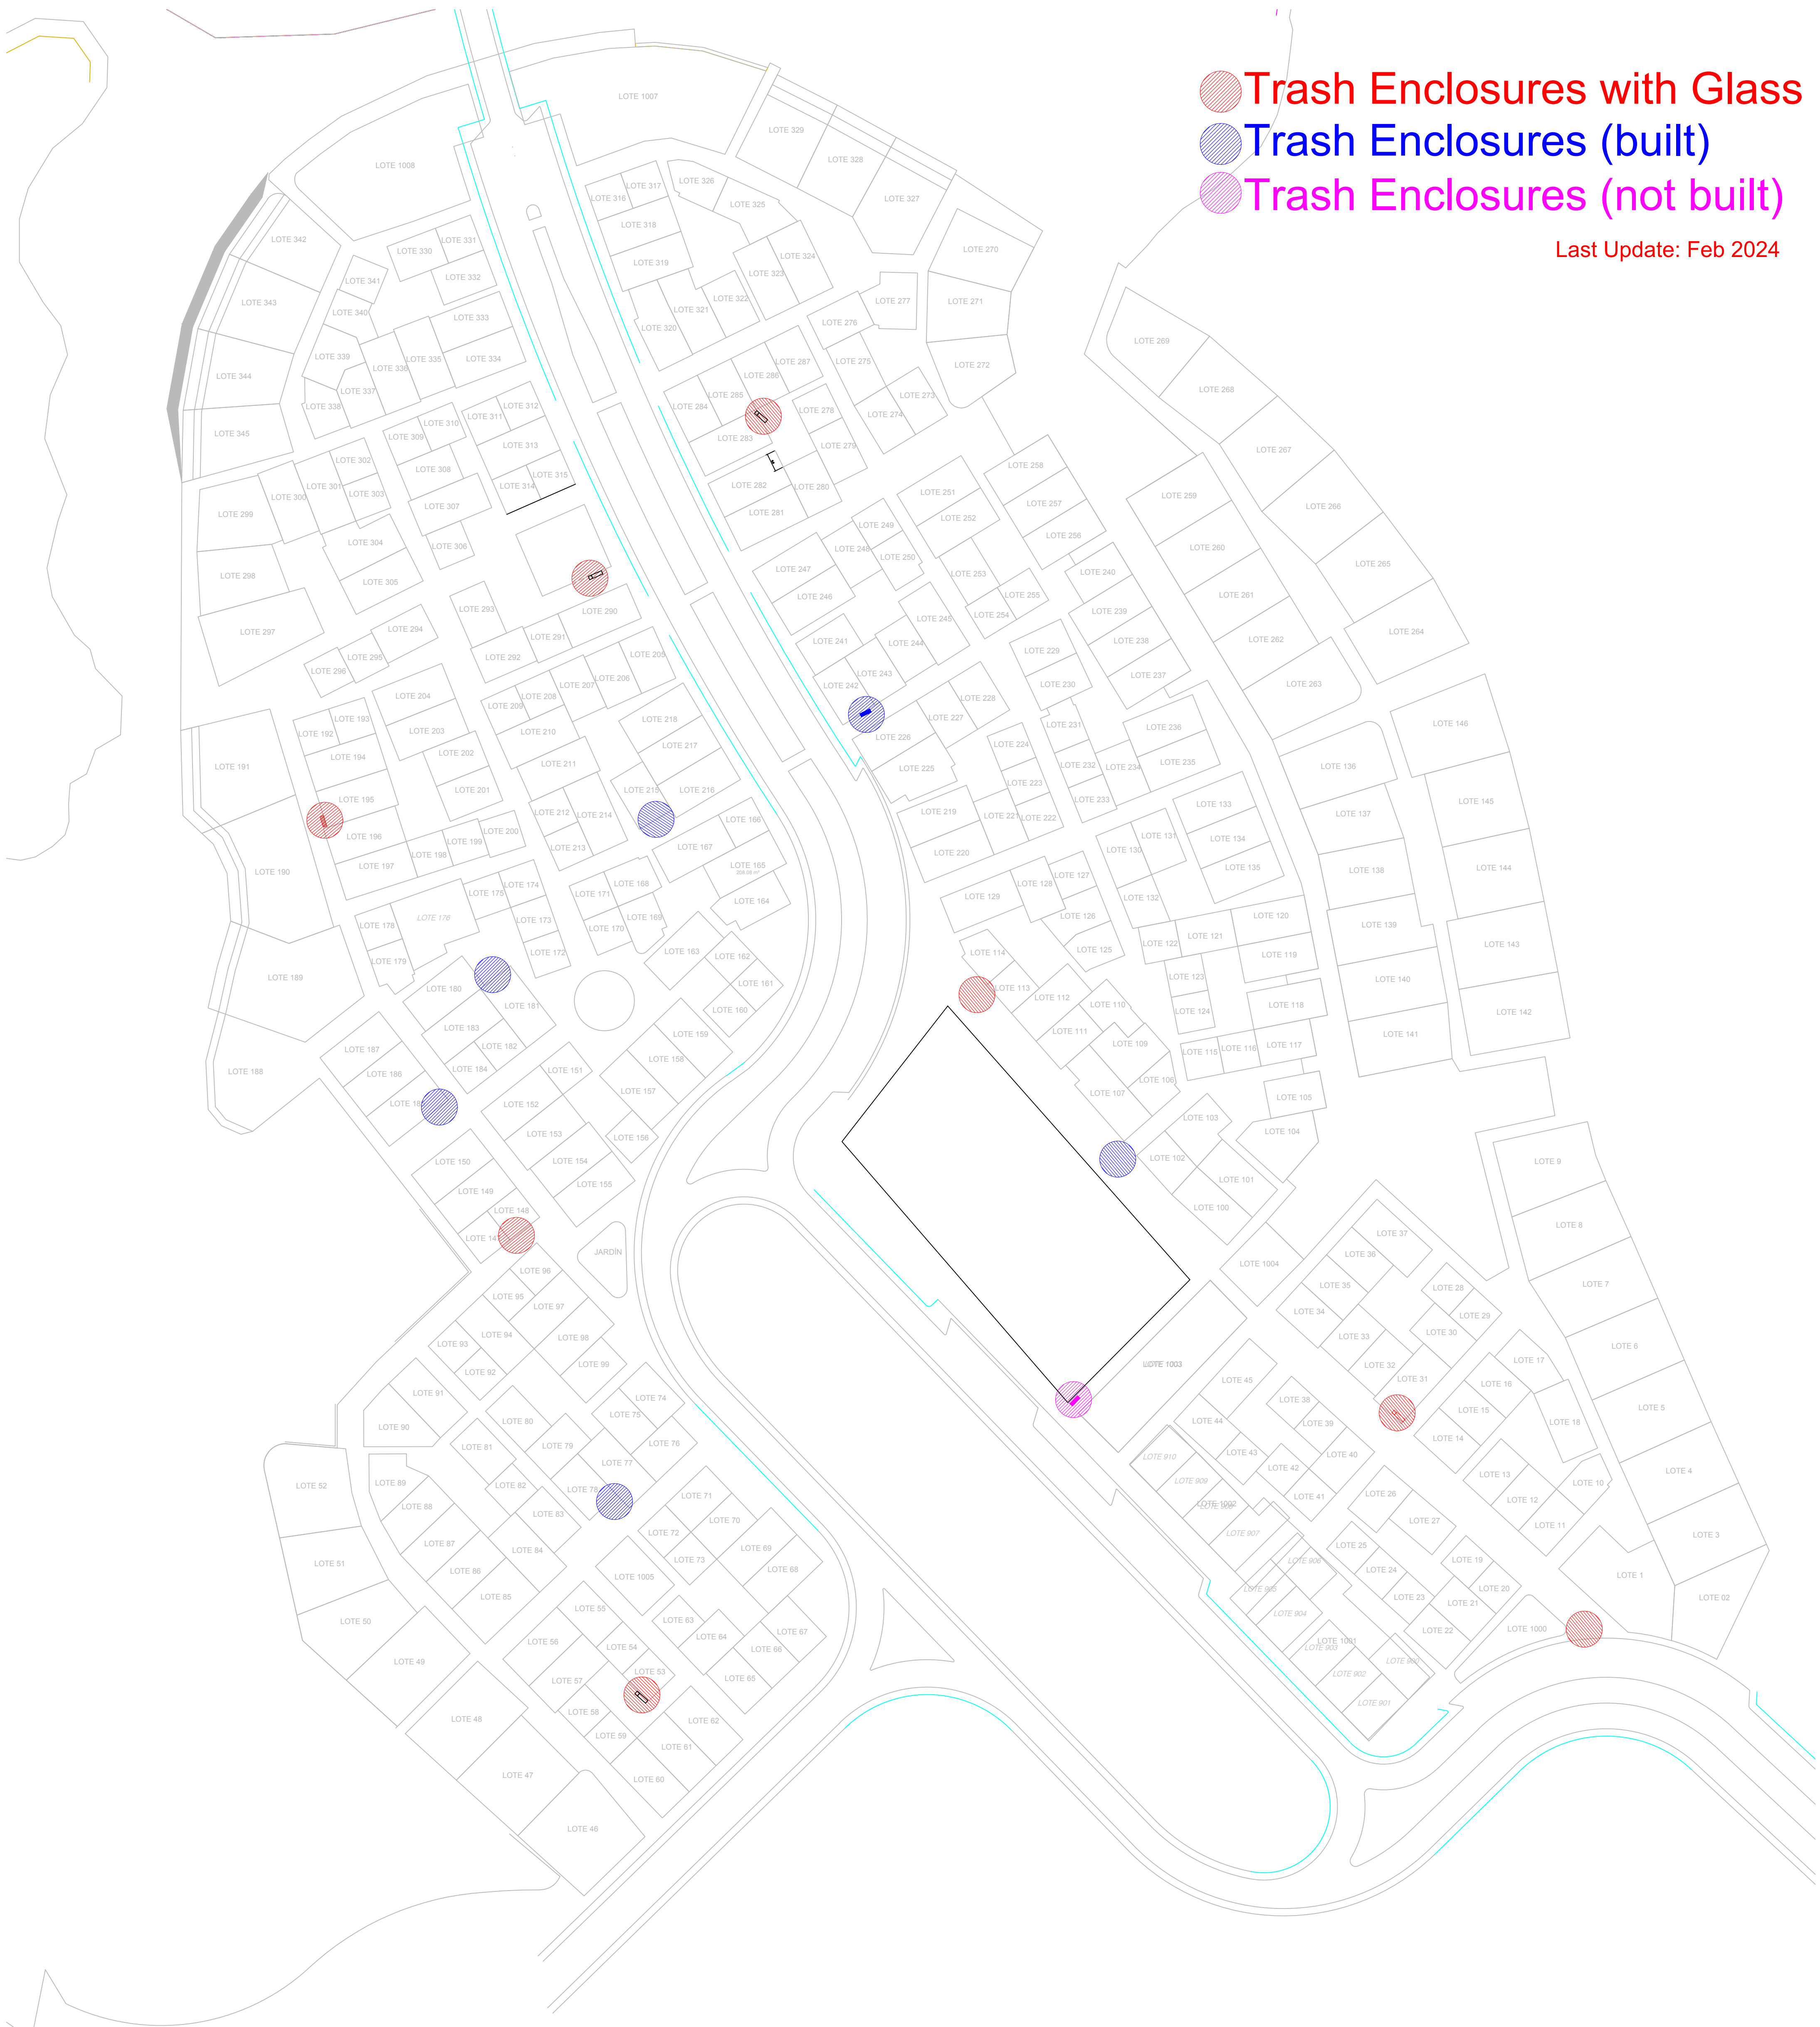 Trash Enclosures with Glass
Trash Enclosures (built)
Trash Enclosures (not built)
Last Update: Feb 2024
LOTE 1007
LOTE 329
LOTE 328
LOTE 327
LOTE 1008
LOTE 326
LOTE 317
LOTE 316
LOTE 325
LOTE 318
LOTE 319
LOTE 324
LOTE 323
LOTE 322
LOTE 321
LOTE 320
LOTE 270
LOTE 271
LOTE 272
LOTE 277
LOTE 276
LOTE 275
LOTE 273
LOTE 274
LOTE 342
LOTE 343
LOTE 344
LOTE 345
LOTE 330
LOTE 331
LOTE 332
LOTE 341
LOTE 340
LOTE 339
LOTE 333
LOTE 334
LOTE 335
LOTE 336
LOTE 337
LOTE 338
LOTE 287
LOTE 286
LOTE 285
LOTE 284
LOTE 283
LOTE 278
LOTE 279
LOTE 280
LOTE 282
LOTE 281
LOTE 269
LOTE 268
LOTE 267
LOTE 266
LOTE 265
LOTE 264
LOTE 312
LOTE 311
LOTE 310
LOTE 309
LOTE 313
LOTE 308
LOTE 315
LOTE 314
LOTE 307
LOTE 306
LOTE 302
LOTE 301
LOTE 303
LOTE 300
LOTE 299
LOTE 304
LOTE 305
LOTE 298
LOTE 297
LOTE 258
LOTE 257
LOTE 256
LOTE 251
LOTE 252
LOTE 249
LOTE 248
LOTE 250
LOTE 247
LOTE 246
LOTE 253
LOTE 255
LOTE 254
LOTE 259
LOTE 260
LOTE 261
LOTE 262
LOTE 263
LOTE 240
LOTE 239
LOTE 238
LOTE 237
LOTE 293
LOTE 290
LOTE 291
LOTE 292
LOTE 294
LOTE 295
LOTE 296
LOTE 241
LOTE 245
LOTE 244
LOTE 243
LOTE 242
LOTE 229
LOTE 230
LOTE 205
LOTE 206
LOTE 207
LOTE 208
LOTE 209
LOTE 210
LOTE 211
LOTE 204
LOTE 203
LOTE 202
LOTE 201
LOTE 193
LOTE 192
LOTE 194
LOTE 195
LOTE 196
LOTE 197
LOTE 198
LOTE 199
LOTE 200
LOTE 191
LOTE 190
LOTE 189
LOTE 188
LOTE 218
LOTE 217
LOTE 216
LOTE 215
LOTE 214
LOTE 212
LOTE 213
LOTE 228
LOTE 227
LOTE 226
LOTE 225
LOTE 231
LOTE 224
LOTE 232
LOTE 223
LOTE 233
LOTE 222
LOTE 221
LOTE 219
LOTE 220
LOTE 236
LOTE 235
LOTE 234
LOTE 133
LOTE 134
LOTE 135
LOTE 131
LOTE 130
LOTE 132
LOTE 136
LOTE 137
LOTE 138
LOTE 139
LOTE 140
LOTE 141
LOTE 146
LOTE 145
LOTE 144
LOTE 143
LOTE 142
LOTE 166
LOTE 167
LOTE 165
LOTE 164
LOTE 168
LOTE 171
LOTE 169
LOTE 170
LOTE 163
LOTE 162
LOTE 161
LOTE 160
LOTE 174
LOTE 175
LOTE 173
LOTE 172
LOTE 176
LOTE 178
LOTE 179
LOTE 180
LOTE 181
LOTE 183
LOTE 182
LOTE 184
LOTE 187
LOTE 186
LOTE 159
LOTE 158
LOTE 157
LOTE 156
LOTE 151
LOTE 152
LOTE 153
LOTE 154
LOTE 155
LOTE 150
LOTE 149
LOTE 148
LOTE 127
LOTE 128
LOTE 129
LOTE 126
LOTE 125
LOTE 120
LOTE 121
LOTE 122
LOTE 119
LOTE 123
LOTE 124
LOTE 118
LOTE 117
LOTE 116
LOTE 115
LOTE 105
LOTE 104
LOTE 114
LOTE 113
LOTE 112
LOTE 110
LOTE 111
LOTE 109
LOTE 106
LOTE 107
LOTE 103
LOTE 102
LOTE 101
LOTE 100
LOTE 1004
LOTE 1003
JARDÍN
LOTE 96
LOTE 95
LOTE 97
LOTE 94
LOTE 93
LOTE 92
LOTE 98
LOTE 99
LOTE 91
LOTE 90
LOTE 74
LOTE 75
LOTE 76
LOTE 80
LOTE 79
LOTE 77
LOTE 78
LOTE 81
LOTE 82
LOTE 83
LOTE 84
LOTE 89
LOTE 88
LOTE 87
LOTE 86
LOTE 85
LOTE 52
LOTE 51
LOTE 50
LOTE 49
LOTE 48
LOTE 47
LOTE 46
LOTE 71
LOTE 70
LOTE 72
LOTE 73
LOTE 69
LOTE 68
LOTE 1005
LOTE 55
LOTE 54
LOTE 53
LOTE 56
LOTE 57
LOTE 58
LOTE 59
LOTE 60
LOTE 61
LOTE 62
LOTE 63
LOTE 64
LOTE 65
LOTE 66
LOTE 67
LOTE 9
LOTE 8
LOTE 7
LOTE 6
LOTE 5
LOTE 4
LOTE 3
LOTE 02
LOTE 1
LOTE 37
LOTE 36
LOTE 35
LOTE 34
LOTE 33
LOTE 32
LOTE 31
LOTE 28
LOTE 29
LOTE 30
LOTE 17
LOTE 16
LOTE 15
LOTE 14
LOTE 18
LOTE 13
LOTE 12
LOTE 11
LOTE 10
LOTE 45
LOTE 44
LOTE 43
LOTE 42
LOTE 41
LOTE 38
LOTE 39
LOTE 40
LOTE 26
LOTE 27
LOTE 25
LOTE 24
LOTE 23
LOTE 22
LOTE 21
LOTE 20
LOTE 19
LOTE 1000
LOTE 910
LOTE 909
LOTE 1002
LOTE 907
LOTE 906
LOTE 905
LOTE 904
LOTE 1001
LOTE 903
LOTE 902
LOTE 901